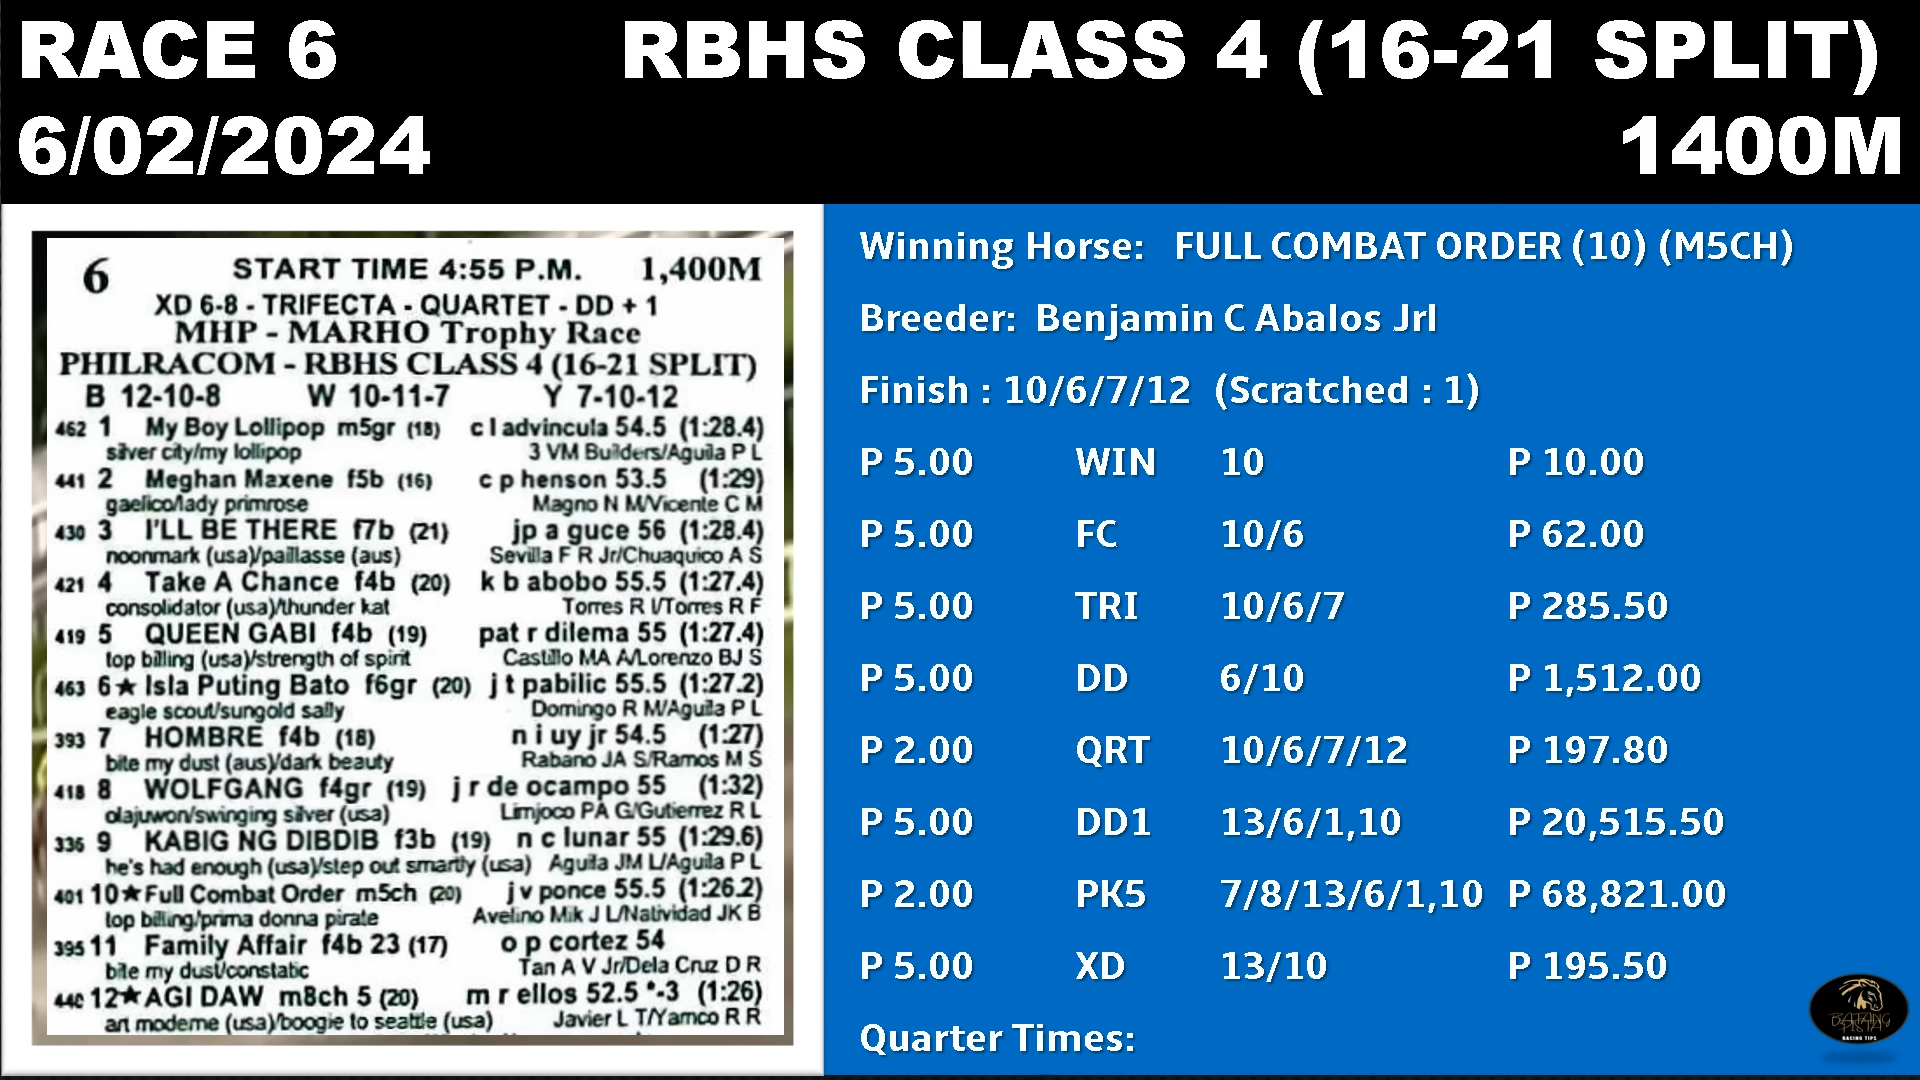 RACE 6 RBHS CLASS 4 (16-21 SPLIT)
6/02/2024 1400M
6 START TIME 4:55 P.M. 1,400M
XD 6-8 - TRIFECTA - QUARTET - DD + 1
MHP - MARHO Trophy Race
PHILRACOM - RBHS CLASS 4 (16-21 SPLIT)
B 12-10-8 W 10-11-7 Y 7-10-12
462 1 My Boy Lollipop m5gr (18) c l advincula 54.5 (1:28.4)
silver city/my lollipop 3 VM Builders/Aguila P L
441 2 Meghan Maxene f5b (16) c p henson 53.5 (1:29)
gaelico/lady primrose Magno N M/Vicente C M
430 3 I'LL BE THERE f7b (21) jp a guce 56 (1:28.4)
noonmark (usa)/paillasse (aus) Sevilla F R Jr/Chuaquico A S
421 4 Take A Chance f4b (20) k b abobo 55.5 (1:27.4)
consolidator (usa)/thunder kat Torres R I/Torres R F
419 5 QUEEN GABI f4b (19) pat r dilema 55 (1:27.4)
top billing (usa)/strength of spirit Castillo MA A/Lorenzo BJ S
463 6★ Isla Puting Bato f6gr (20) j t pabilic 55.5 (1:27.2)
eagle scout/sungold sally Domingo R M/Aguila P L
393 7 HOMBRE f4b (18) n i uy jr 54.5 (1:27)
bite my dust (aus)/dark beauty Rabano JA S/Ramos M S
418 8 WOLFGANG f4gr (19) j r de ocampo 55 (1:32)
olajuwon/swinging silver (usa) Limjoco PA G/Gutierrez R L
336 9 KABIG NG DIBDIB f3b (19) n c lunar 55 (1:29.6)
he's had enough (usa)/step out smartly (usa) Aguila JM L/Aguila P L
401 10★Full Combat Order m5ch (20) j v ponce 55.5 (1:26.2)
top billing/prima donna pirate Avelino Mik J L/Natividad JK B
395 11 Family Affair f4b 23 (17) o p cortez 54
bite my dust/constatic Tan A V Jr/Dela Cruz D R
440 12★AGI DAW m8ch 5 (20) m r ellos 52.5 *-3 (1:26)
art moderne (usa)/boogie to seattle (usa) Javier L T/Yamco R R
Winning Horse: FULL COMBAT ORDER (10) (M5CH)
Breeder: Benjamin C Abalos Jrl
Finish : 10/6/7/12 (Scratched : 1)
P 5.00 WIN 10 P 10.00
P 5.00 FC 10/6 P 62.00
P 5.00 TRI 10/6/7 P 285.50
P 5.00 DD 6/10 P 1,512.00
P 2.00 QRT 10/6/7/12 P 197.80
P 5.00 DD1 13/6/1,10 P 20,515.50
P 2.00 PK5 7/8/13/6/1,10 P 68,821.00
P 5.00 XD 13/10 P 195.50
Quarter Times:
BATANG
PISTA
RACING TIPS